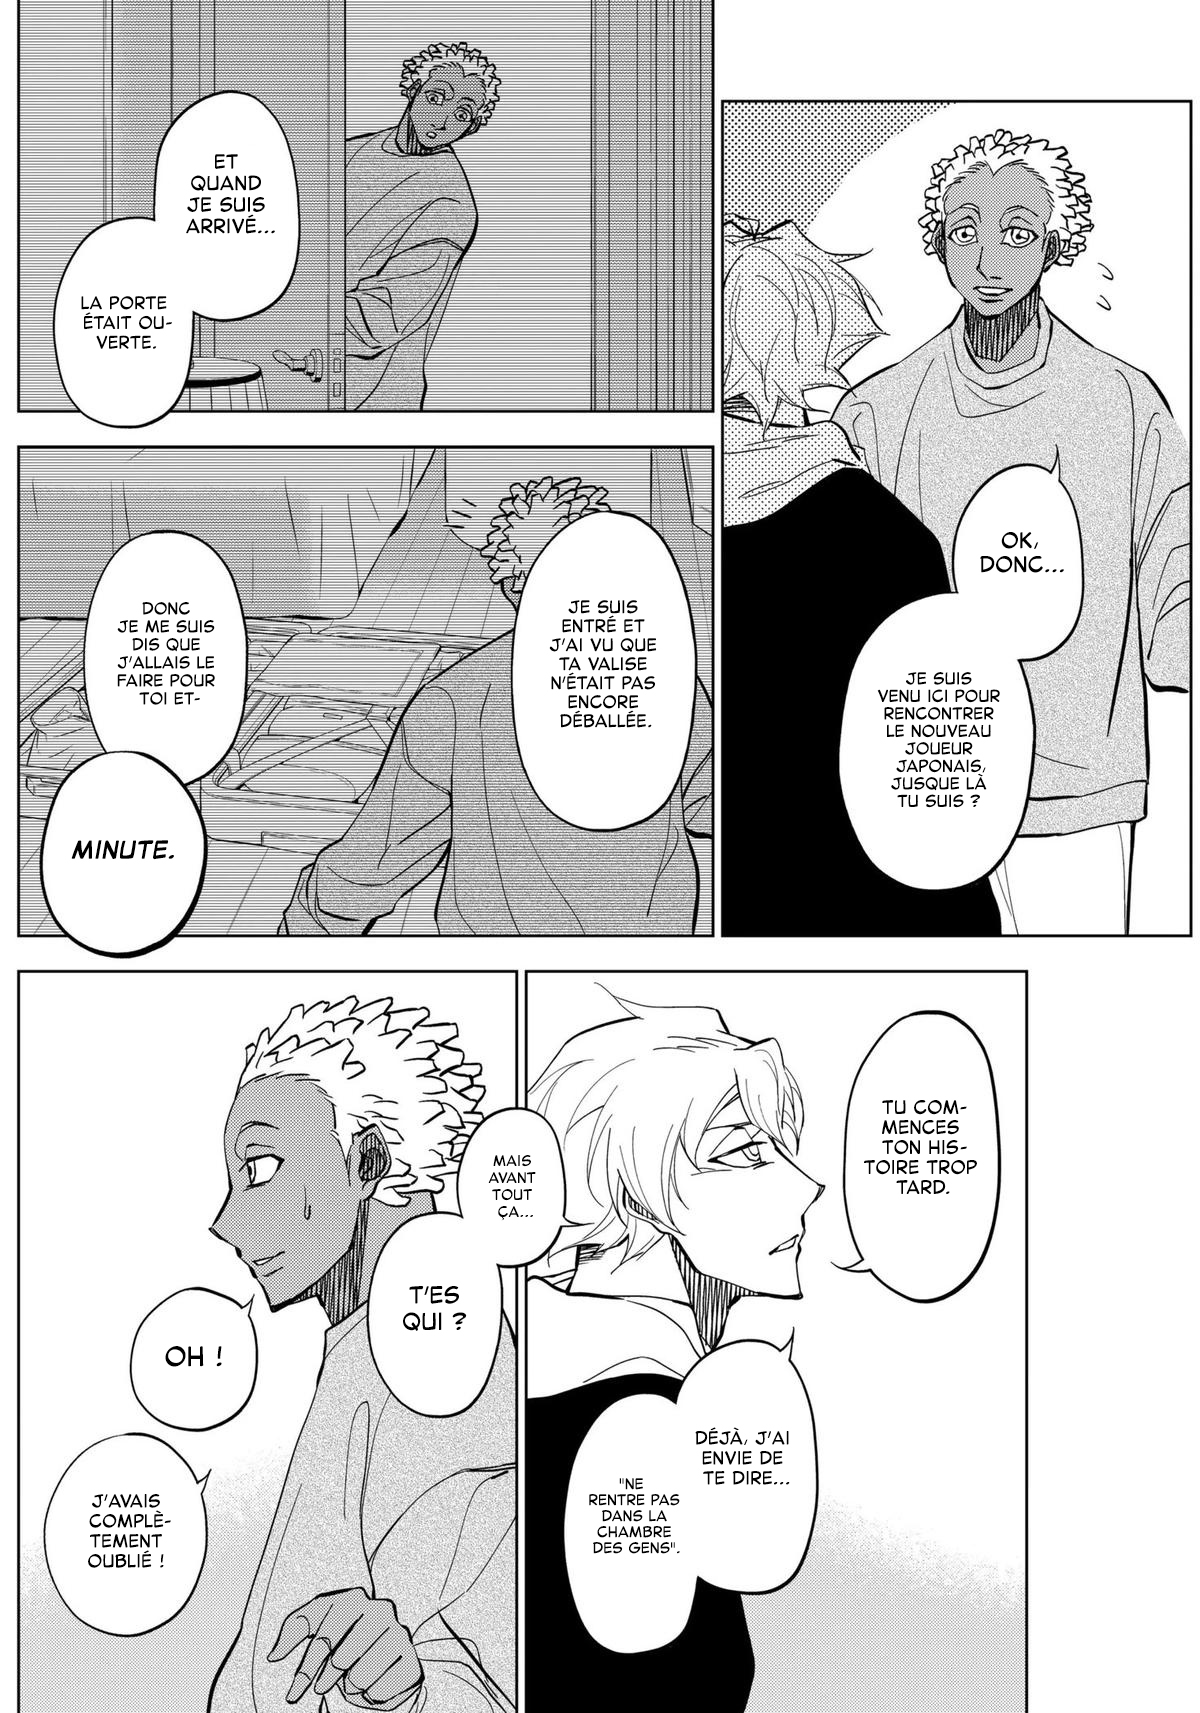 OK,
DONC...
JE SUIS
VENU ICI POUR
RENCONTRER
LE NOUVEAU
JOUEUR
JAPONAIS,
JUSQUE LÀ
TU SUIS ?
ET
QUAND
JE SUIS
ARRIVÉ...
LA PORTE
ÉTAIT OU-
VERTE.
JE SUIS
ENTRÉ ET
J'AI VU QUE
TA VALISE
N'ÉTAIT PAS
ENCORE
DÉBALLÉE.
DONC
JE ME SUIS
DIS QUE
J'ALLAIS LE
FAIRE POUR
TOI ET-
MINUTE.
TU COM-
MENCES
TON HIS-
TOIRE TROP
TARD.
DÉJÀ, J'AI
ENVIE DE
TE DIRE...
"NE
RENTRE PAS
DANS LA
CHAMBRE
DES GENS".
MAIS
AVANT
TOUT
ÇA...
T'ES
QUI ?
OH !
J'AVAIS
COMPLÈ-
TEMENT
OUBLIÉ !